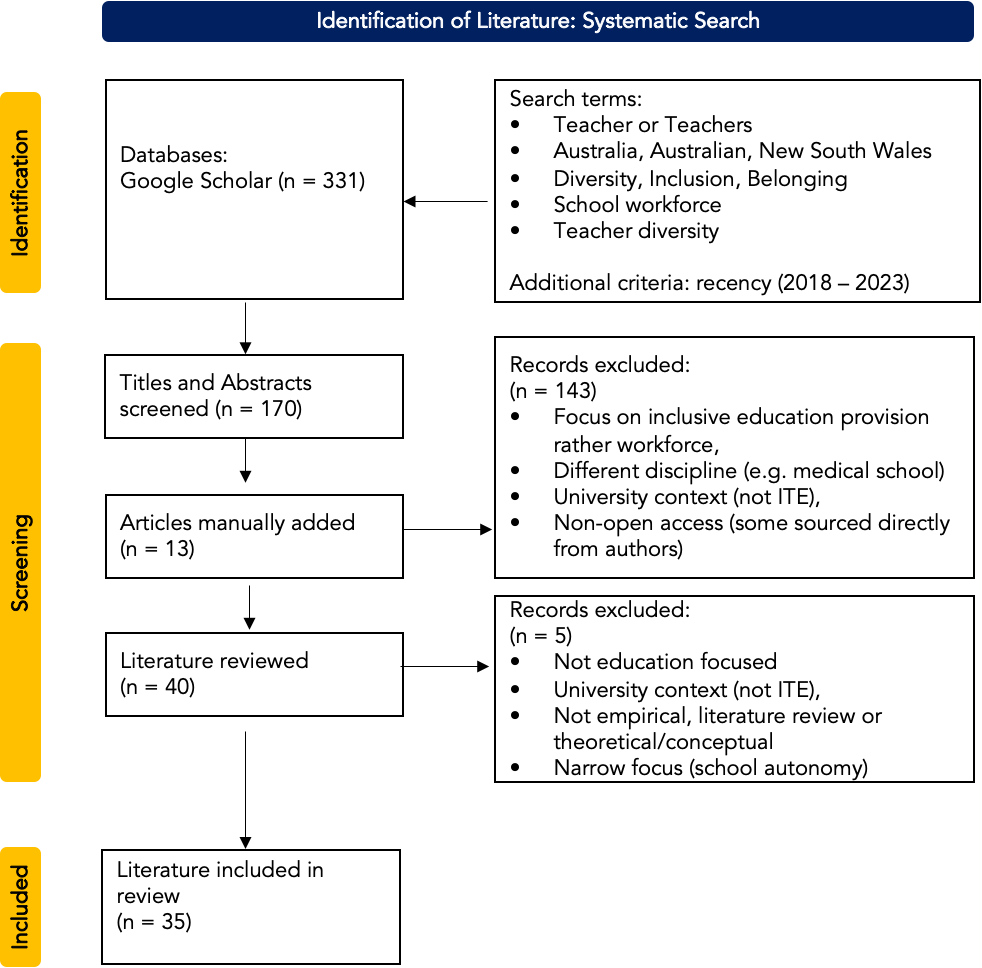 Identification of Literature: Systematic Search
Identification
Databases:
Google Scholar (n = 331)
Search terms:
• Teacher or Teachers
• Australia, Australian, New South Wales
• Diversity, Inclusion, Belonging
• School workforce
• Teacher diversity
Additional criteria: recency (2018 – 2023)
Screening
Titles and Abstracts
screened (n = 170)
Records excluded:
(n = 143)
• Focus on inclusive education provision
rather workforce,
• Different discipline (e.g. medical school)
• University context (not ITE),
• Non-open access (some sourced directly
from authors)
Articles manually added
(n = 13)
Literature reviewed
(n = 40)
Records excluded:
(n = 5)
• Not education focused
• University context (not ITE),
• Not empirical, literature review or
theoretical/conceptual
• Narrow focus (school autonomy)
Included
Literature included in
review
(n = 35)